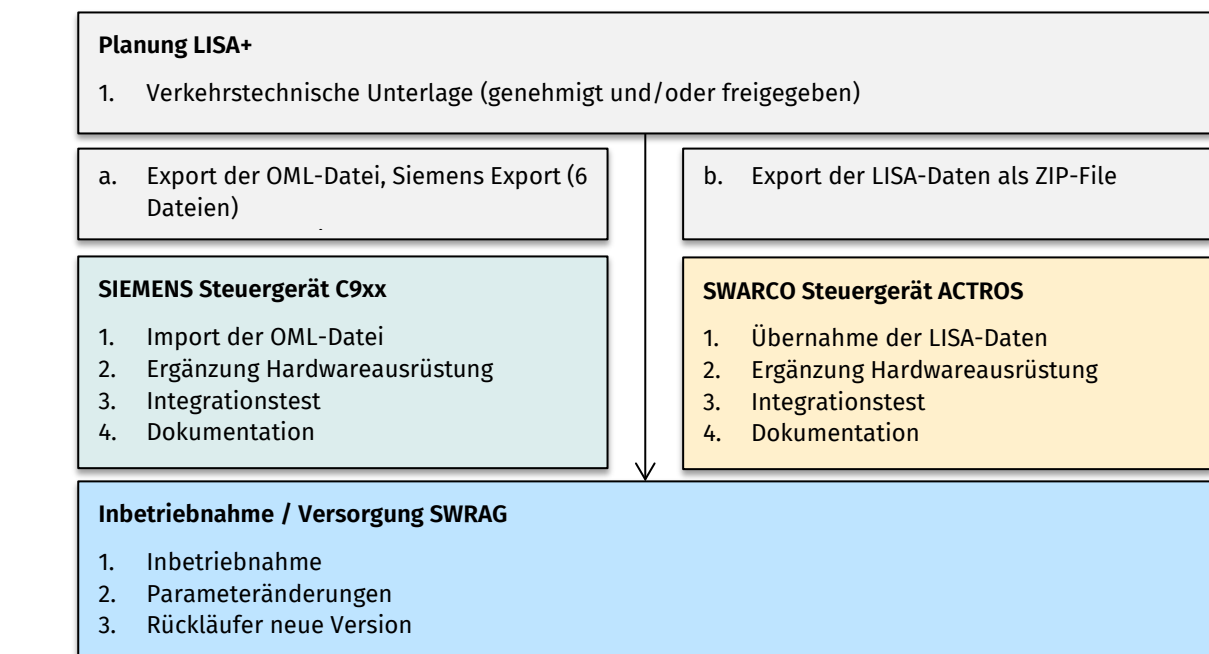 Planung LISA+
1. Verkehrstechnische Unterlage (genehmigt und/oder freigegeben)
a. Export der OML-Datei, Siemens Export (6
Dateien)
b. Export der LISA-Daten als ZIP-File
SIEMENS Steuergerät C9xx
1. Import der OML-Datei
2. Ergänzung Hardwareausrüstung
3. Integrationstest
4. Dokumentation
SWARCO Steuergerät ACTROS
1. Übernahme der LISA-Daten
2. Ergänzung Hardwareausrüstung
3. Integrationstest
4. Dokumentation
Inbetriebnahme / Versorgung SWRAG
1. Inbetriebnahme
2. Parameteränderungen
3. Rückläufer neue Version